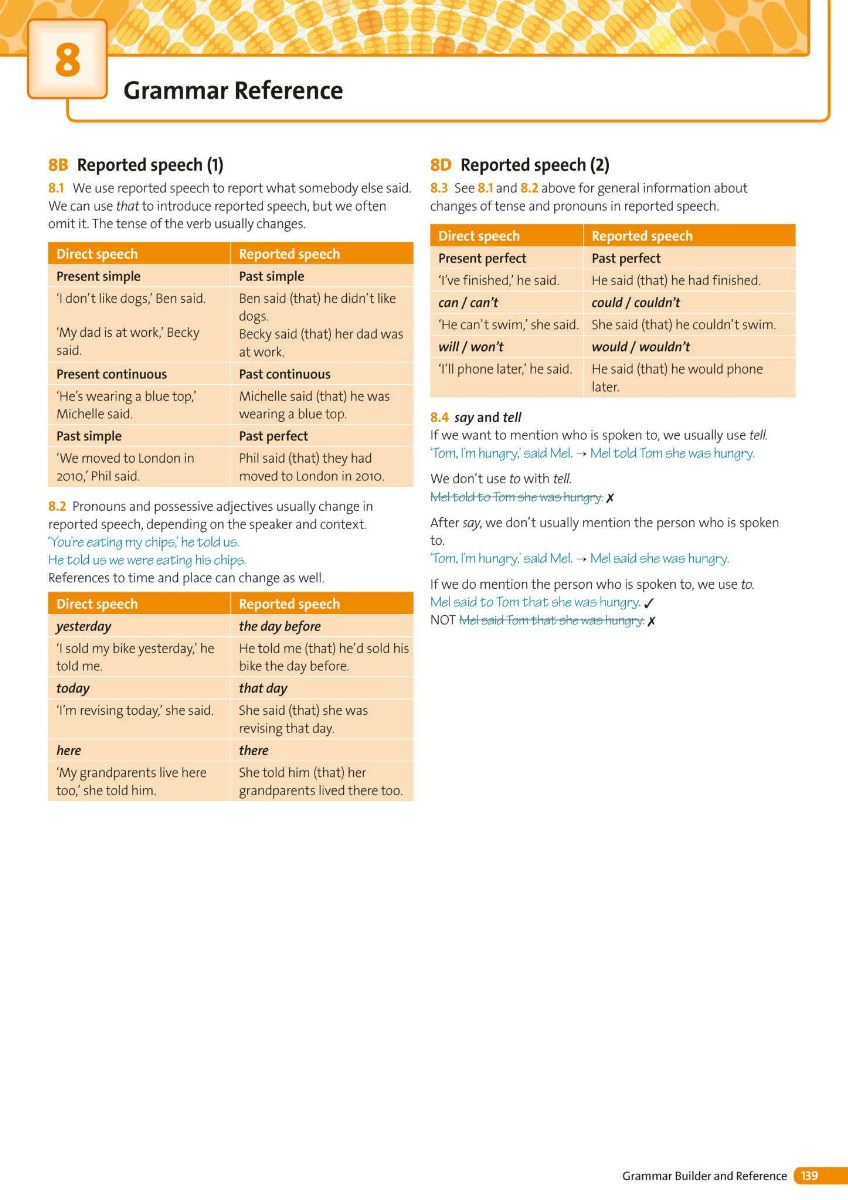 8
Grammar Reference
8B Reported speech (1)
8.1 We use reported speech to report what somebody else said.
We can use that to introduce reported speech, but we often
omit it. The tense of the verb usually changes.
Direct speech Reported speech
Present simple Past simple
‘I don’t like dogs,’ Ben said. Ben said (that) he didn’t like
dogs.
‘My dad is at work,’ Becky Becky said (that) her dad was
said. at work.
Present continuous Past continuous
‘He’s wearing a blue top,’ Michelle said (that) he was
Michelle said. wearing a blue top.
Past simple Past perfect
‘We moved to London in Phil said (that) they had
2010,’ Phil said. moved to London in 2010.
8.2 Pronouns and possessive adjectives usually change in
reported speech, depending on the speaker and context.
‘You’re eating my chips,’ he told us.
He told us we were eating his chips.
References to time and place can change as well.
Direct speech Reported speech
yesterday the day before
‘I sold my bike yesterday,’ he He told me (that) he’d sold his
told me. bike the day before.
today that day
‘I’m revising today,’ she said. She said (that) she was
revising that day.
here there
‘My grandparents live here She told him (that) her
too,’ she told him. grandparents lived there too.
8D Reported speech (2)
8.3 See 8.1 and 8.2 above for general information about
changes of tense and pronouns in reported speech.
Direct speech Reported speech
Present perfect Past perfect
‘I’ve finished,’ he said. He said (that) he had finished.
can / can’t could / couldn’t
‘He can’t swim,’ she said. She said (that) he couldn’t swim.
will / won’t would / wouldn’t
‘I’ll phone later,’ he said. He said (that) he would phone
later.
8.4 say and tell
If we want to mention who is spoken to, we usually use tell.
‘Tom, I’m hungry,’ said Mel. → Mel told Tom she was hungry.
We don’t use to with tell.
Mel told to Tom she was hungry. ✗
After say, we don’t usually mention the person who is spoken
to.
‘Tom, I’m hungry,’ said Mel. → Mel said she was hungry.
If we do mention the person who is spoken to, we use to.
Mel said to Tom that she was hungry. ✓
NOT Mel said Tom that she was hungry. ✗
Grammar Builder and Reference 139